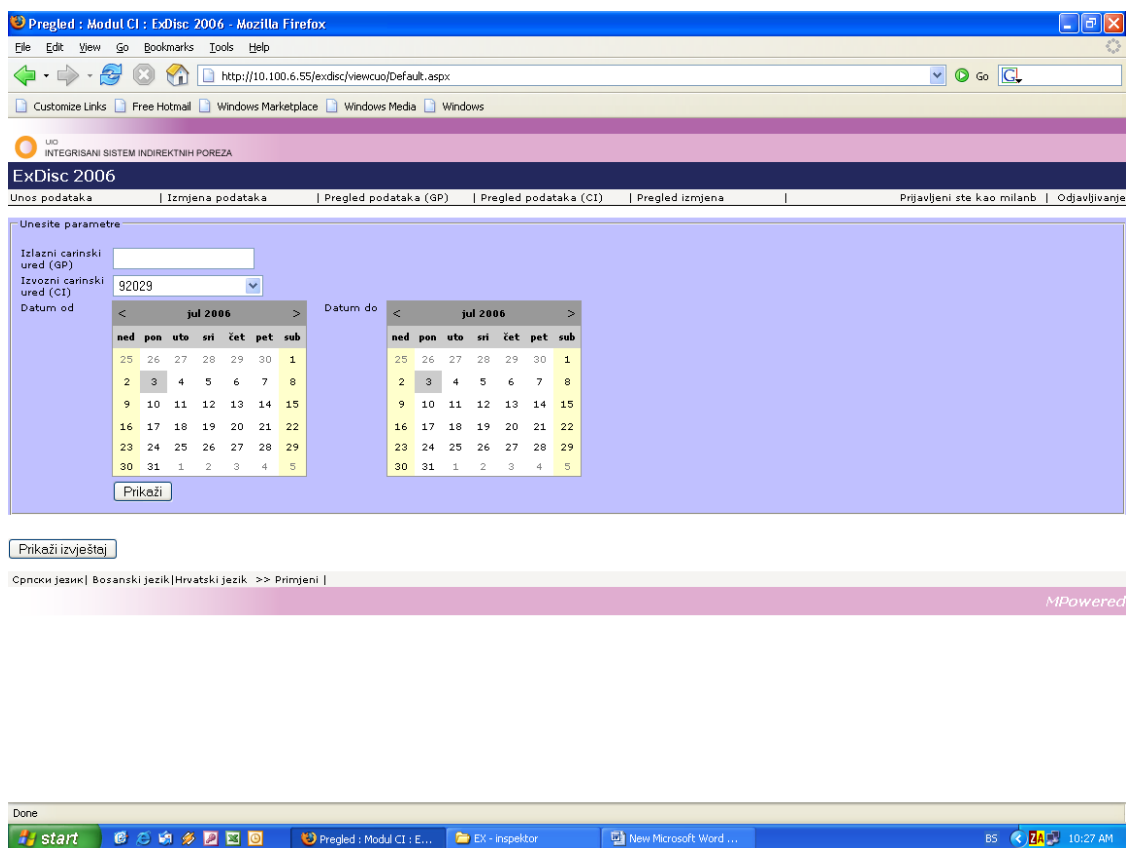 Pregled : Modul CI : ExDisc 2006 - Mozilla Firefox
File Edit View Go Bookmarks Tools Help
http://10.100.6.55/exdisc/viewcuo/Default.aspx Go
Customize Links Free Hotmail Windows Marketplace Windows Media Windows
UIO
INTEGRISANI SISTEM INDIREKTNIH POREZA
ExDisc 2006
Unos podataka | Izmjena podataka | Pregled podataka (GP) | Pregled podataka (CI) | Pregled izmjena | Prijavljeni ste kao milanb | Odjavljivanje
Unesite parametre
Izlazni carinski
ured (GP)
Izvozni carinski
ured (CI) 92029
Datum od < jul 2006 > Datum do < jul 2006 >
ned pon uto sri čet pet sub ned pon uto sri čet pet sub
25 26 27 28 29 30 1 25 26 27 28 29 30 1
2 3 4 5 6 7 8 2 3 4 5 6 7 8
9 10 11 12 13 14 15 9 10 11 12 13 14 15
16 17 18 19 20 21 22 16 17 18 19 20 21 22
23 24 25 26 27 28 29 23 24 25 26 27 28 29
30 31 1 2 3 4 5 30 31 1 2 3 4 5
Prikaži
Prikaži izvještaj
Српски језик| Bosanski jezik|Hrvatski jezik >> Primjeni |
MPowered
Done
start Pregled : Modul CI : E... EX - inspektor New Microsoft Word ... BS ZA 10:27 AM